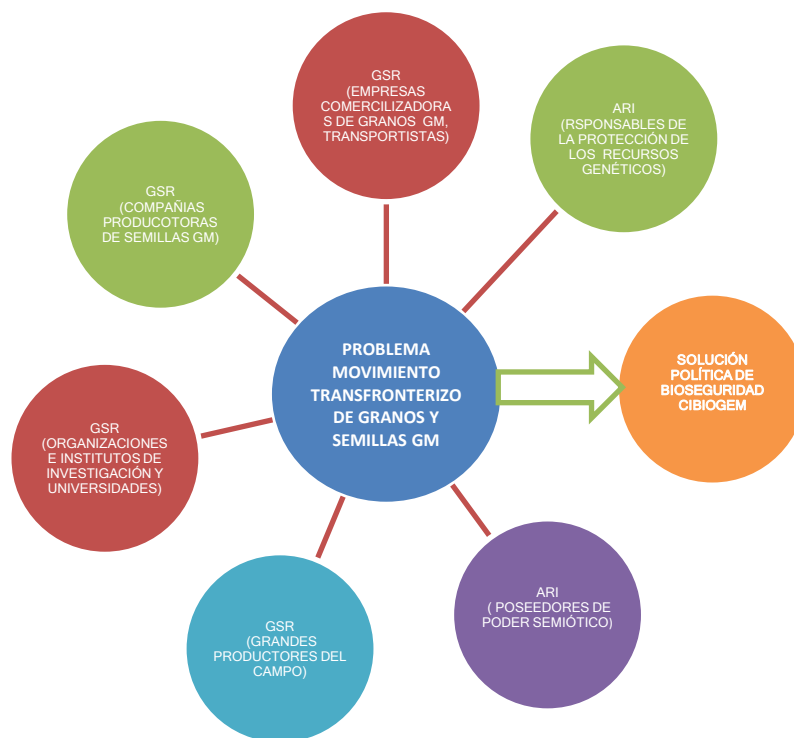 GSR
(EMPRESAS
COMERCILIZADORA
S DE GRANOS GM,
TRANSPORTISTAS)
ARI
(RSPONSABLES DE
LA PROTECCIÓN DE
LOS RECURSOS
GENÉTICOS)
GSR
(COMPAÑIAS
PRODUCOTORAS
DE SEMILLAS GM)
PROBLEMA
MOVIMIENTO
TRANSFRONTERIZO
DE GRANOS Y
SEMILLAS GM
SOLUCIÓN
POLÍTICA DE
BIOSEGURIDAD
CIBIOGEM
GSR
(ORGANIZACIONES
E INSTITUTOS DE
INVESTIGACIÓN Y
UNIVERSIDADES)
ARI
( POSEEDORES DE
PODER SEMIÓTICO)
GSR
(GRANDES
PRODUCTORES DEL
CAMPO)